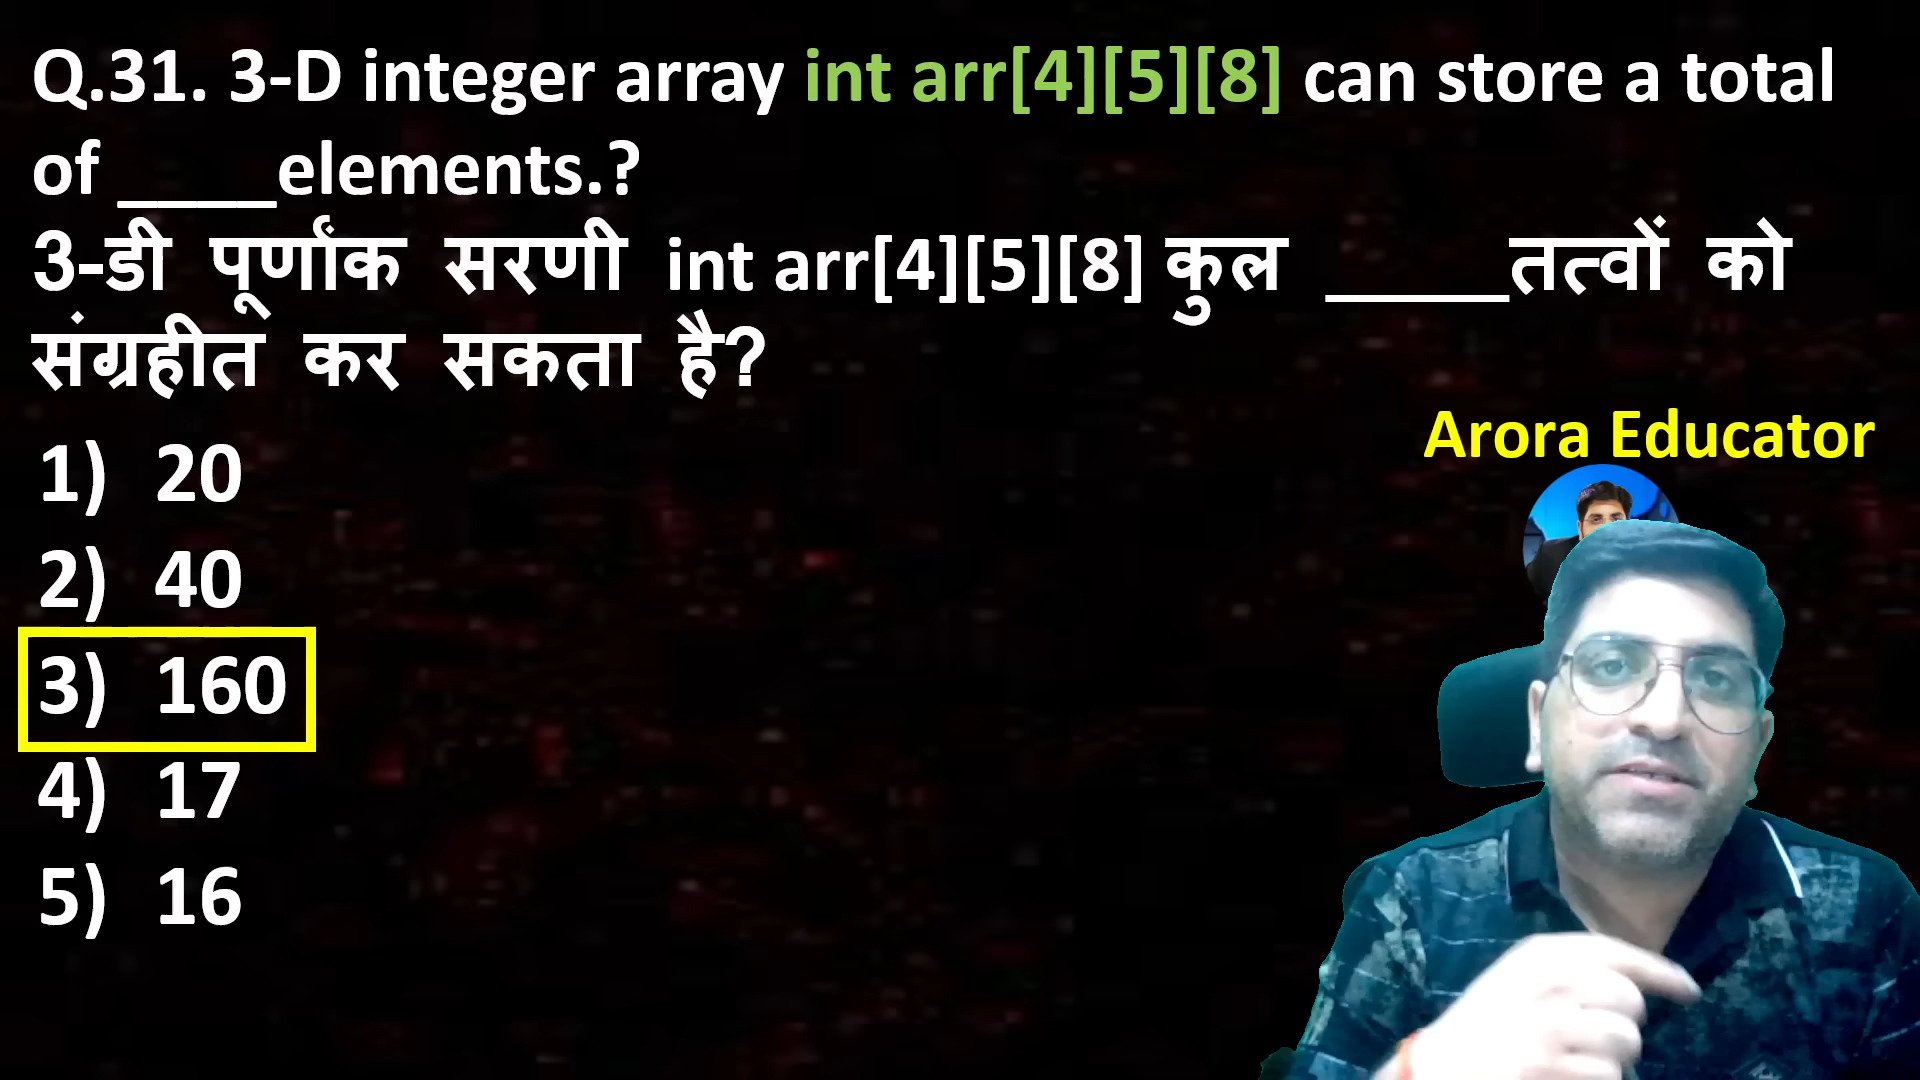 Q.31. 3-D integer array int arr[4][5][8] can store a total
of ____elements.?
3-डी पूर्णांक सरणी int arr[4][5][8] कुल ____तत्वों को
संग्रहीत कर सकता है?
Arora Educator
1) 20
2) 40
3) 160
4) 17
5) 16